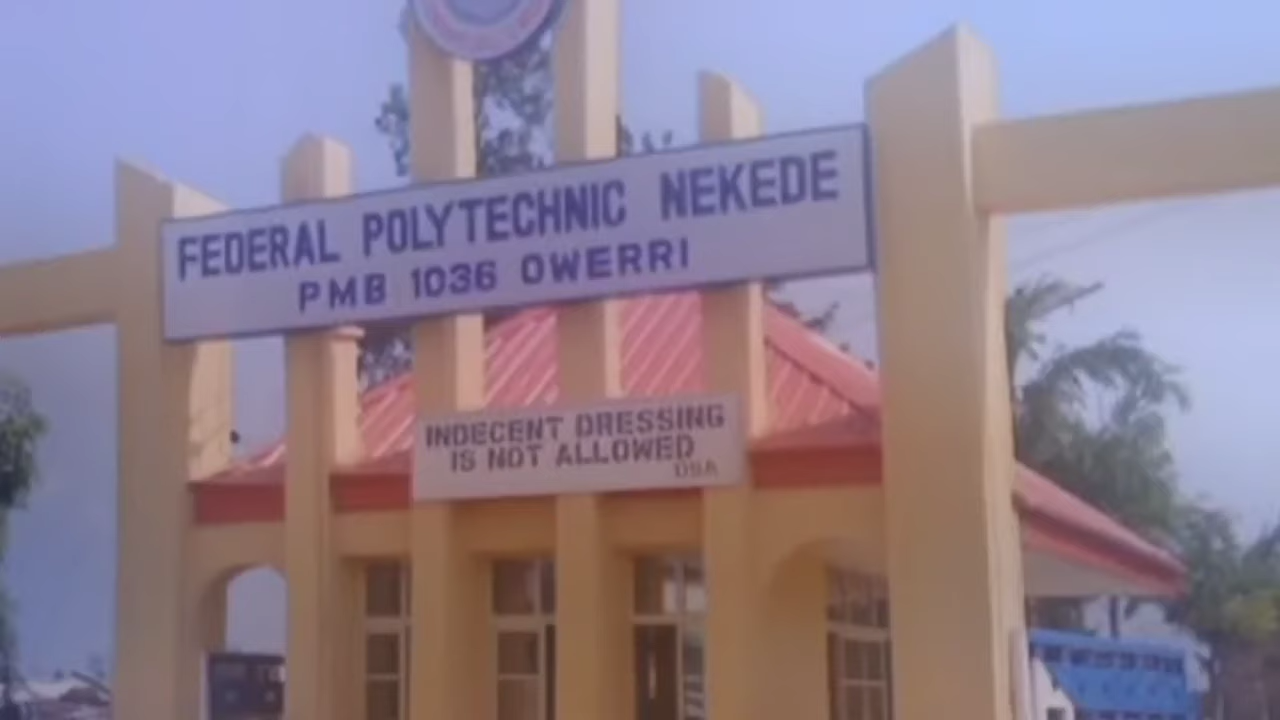 FEDERAL POLYTECHNIC NEKEDE
PMB 1036 OWERRI
INDECENT DRESSING
IS NOT ALLOWED
DSA